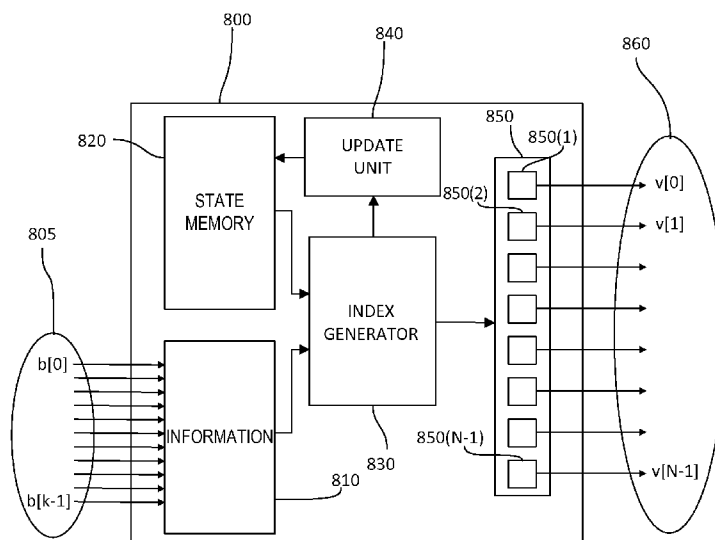 800
840
860
820
850
850(1)
UPDATE
UNIT
v[0]
STATE
MEMORY
850(2)
v[1]
805
INDEX
GENERATOR
b[0]
INFORMATION
850(N-1)
830
810
b[k-1]
v[N-1]